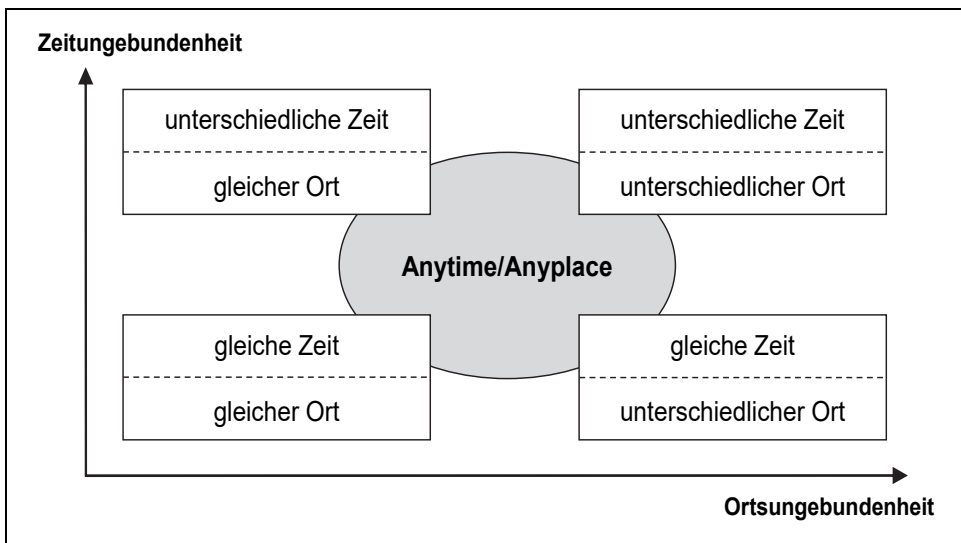 Zeitungebundenheit
unterschiedliche Zeit
gleicher Ort
unterschiedliche Zeit
unterschiedlicher Ort
Anytime/Anyplace
gleiche Zeit
gleicher Ort
gleiche Zeit
unterschiedlicher Ort
Ortsungebundenheit